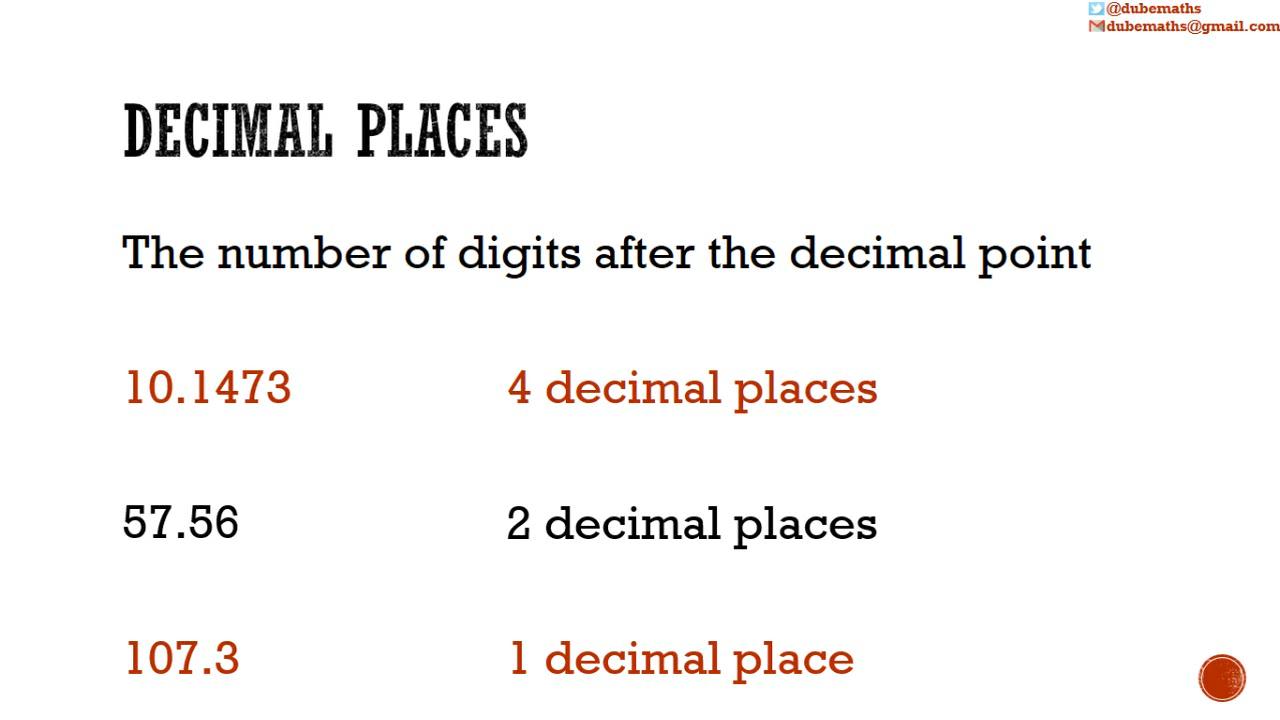 @dubemaths
dubemaths@gmail.com
DECIMAL PLACES
The number of digits after the decimal point
10.1473 4 decimal places
57.56 2 decimal places
107.3 1 decimal place